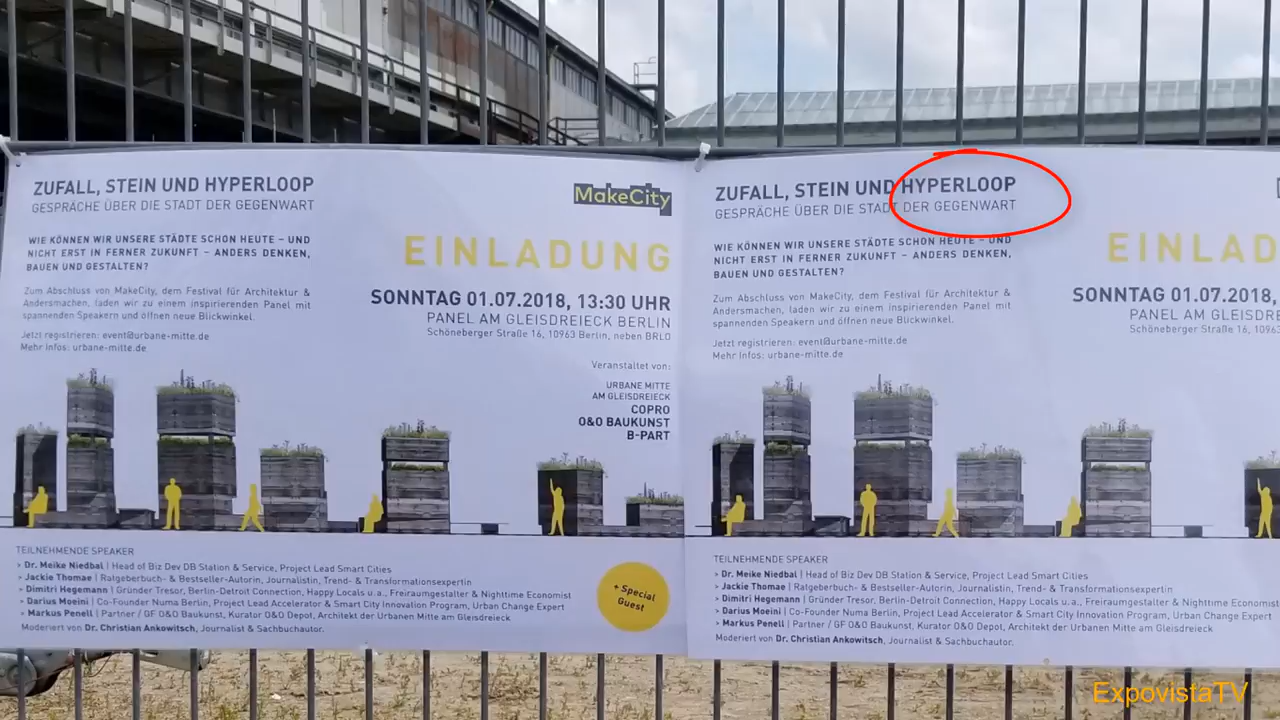 ZUFALL, STEIN UND HYPERLOOP
GESPRÄCHE ÜBER DIE STADT DER GEGENWART
MakeCity
WIE KÖNNEN WIR UNSERE STÄDTE SCHON HEUTE – UND
NICHT ERST IN FERNER ZUKUNFT – ANDERS DENKEN,
BAUEN UND GESTALTEN?
EINLADUNG
Zum Abschluss von MakeCity, dem Festival für Architektur &
Andersmachen, laden wir zu einem inspirierenden Panel mit
spannenden Speakern und öffnen neue Blickwinkel.
SONNTAG 01.07.2018, 13:30 UHR
PANEL AM GLEISDREIECK BERLIN
Schöneberger Straße 16, 10963 Berlin, neben BRLO
Jetzt registrieren: event@urbane-mitte.de
Mehr Infos: urbane-mitte.de
Veranstaltet von:
URBANE MITTE
AM GLEISDREIECK
COPRO
O&O BAUKUNST
B-PART
TEILNEHMENDE SPEAKER
> Dr. Meike Niedbal | Head of Biz Dev DB Station & Service, Project Lead Smart Cities
> Jackie Thomae | Ratgeberbuch- & Bestseller-Autorin, Journalistin, Trend- & Transformationsexpertin
> Dimitri Hegemann | Gründer Tresor, Berlin-Detroit Connection, Happy Locals u.a., Freiraumgestalter & Nighttime Economist
> Darius Moeini | Co-Founder Numa Berlin, Project Lead Accelerator & Smart City Innovation Program, Urban Change Expert
> Markus Penell | Partner / GF O&O Baukunst, Kurator O&O Depot, Architekt der Urbanen Mitte am Gleisdreieck
Moderiert von Dr. Christian Ankowitsch, Journalist & Sachbuchautor.
+ Special
Guest
ZUFALL, STEIN UND HYPERLOOP
GESPRÄCHE ÜBER DIE STADT DER GEGENWART
WIE KÖNNEN WIR UNSERE STÄDTE SCHON HEUTE – UND
NICHT ERST IN FERNER ZUKUNFT – ANDERS DENKEN,
BAUEN UND GESTALTEN?
EINLAD
Zum Abschluss von MakeCity, dem Festival für Architektur &
Andersmachen, laden wir zu einem inspirierenden Panel mit
spannenden Speakern und öffnen neue Blickwinkel.
SONNTAG 01.07.2018,
PANEL AM GLEISDRE
Schöneberger Straße 16, 1096
Jetzt registrieren: event@urbane-mitte.de
Mehr Infos: urbane-mitte.de
TEILNEHMENDE SPEAKER
> Dr. Meike Niedbal | Head of Biz Dev DB Station & Service, Project Lead Smart Cities
> Jackie Thomae | Ratgeberbuch- & Bestseller-Autorin, Journalistin, Trend- & Transformationsexpertin
> Dimitri Hegemann | Gründer Tresor, Berlin-Detroit Connection, Happy Locals u.a., Freiraumgestalter & Nighttime Economist
> Darius Moeini | Co-Founder Numa Berlin, Project Lead Accelerator & Smart City Innovation Program, Urban Change Expert
> Markus Penell | Partner / GF O&O Baukunst, Kurator O&O Depot, Architekt der Urbanen Mitte am Gleisdreieck
Moderiert von Dr. Christian Ankowitsch, Journalist & Sachbuchautor.
ExpovistaTV